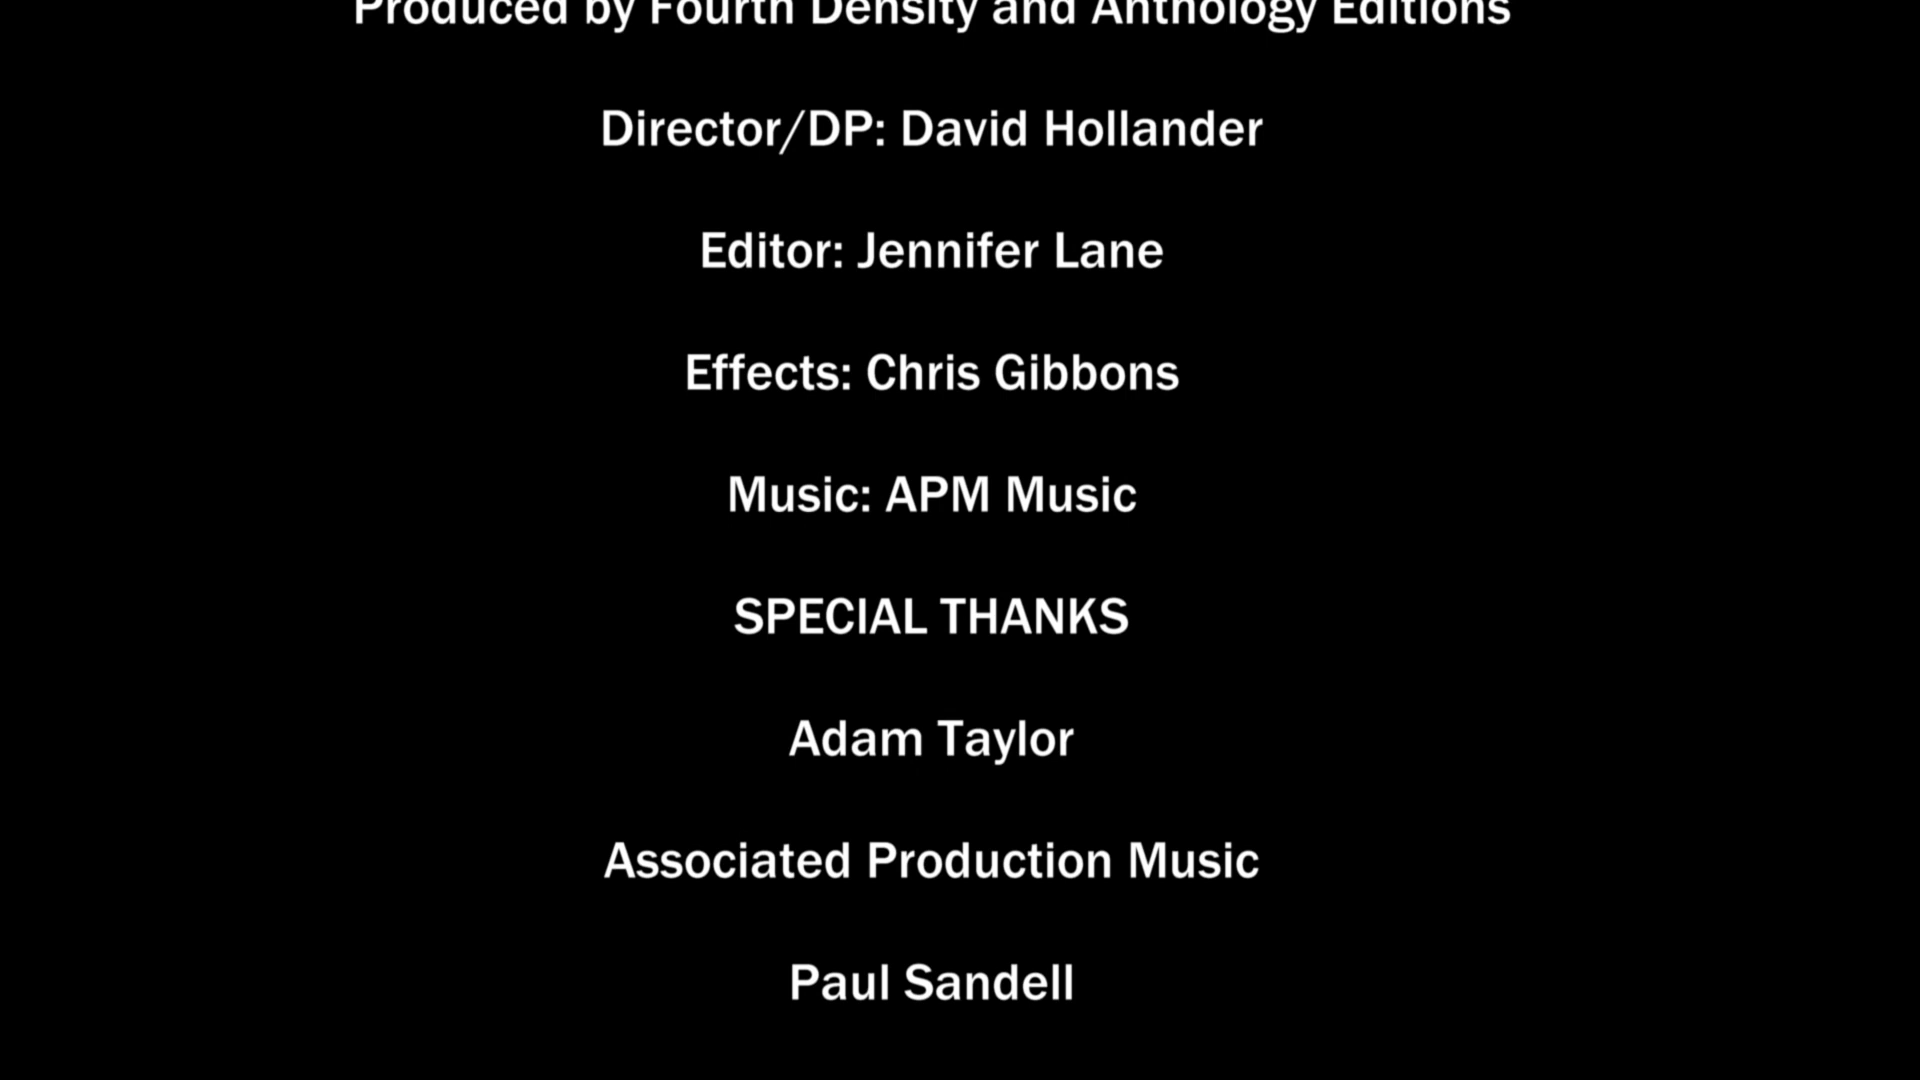 Produced by Fourth Density and Anthology Editions
Director/DP: David Hollander
Editor: Jennifer Lane
Effects: Chris Gibbons
Music: APM Music
SPECIAL THANKS
Adam Taylor
Associated Production Music
Paul Sandell